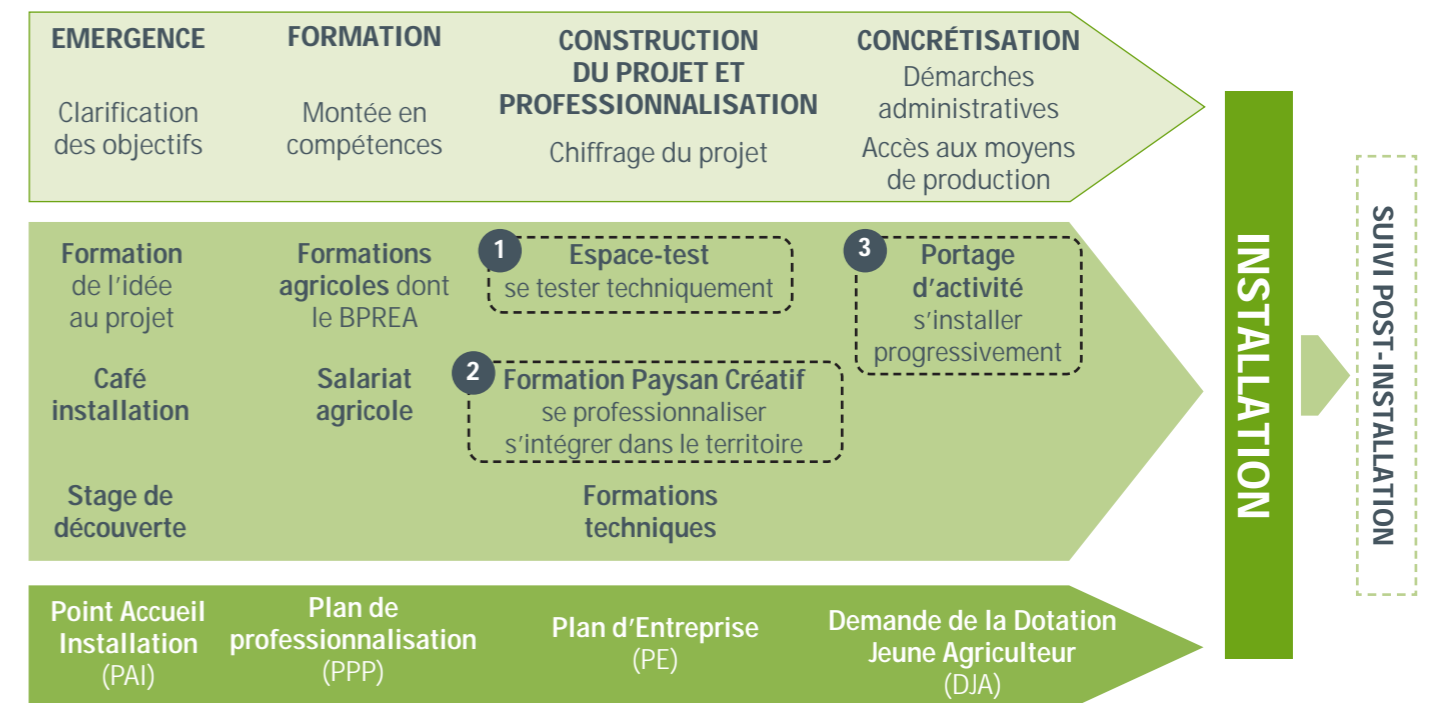 EMERGENCE
Clarification
des objectifs
FORMATION
Montée en
compétences
CONSTRUCTION
DU PROJET ET
PROFESSIONNALISATION
Chiffrage du projet
CONCRÉTISATION
Démarches
administratives
Accès aux moyens
de production
Formation
de l'idée
au projet
Café
installation
Stage de
découverte
Formations
agricoles dont
le BPREA
Salariat
agricole
1
Espace-test
se tester techniquement
2
Formation Paysan Créatif
se professionnaliser
s'intégrer dans le territoire
Formations
techniques
3
Portage
d'activité
s'installer
progressivement
Point Accueil
Installation
(PAI)
Plan de
professionnalisation
(PPP)
Plan d'Entreprise
(PE)
Demande de la Dotation
Jeune Agriculteur
(DJA)
INSTALLATION
SUIVI POST-INSTALLATION